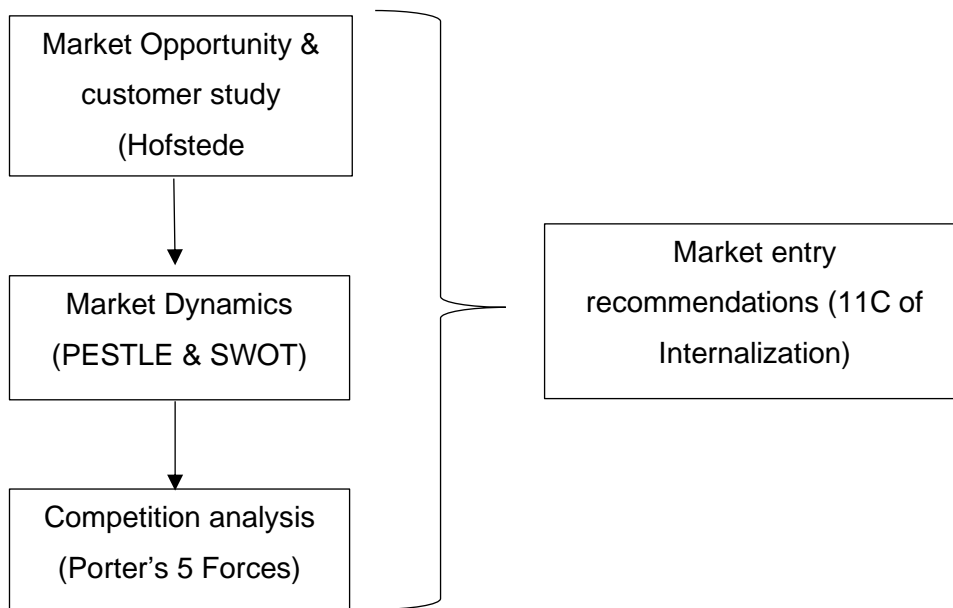 Market Opportunity &
customer study
(Hofstede
Market Dynamics
(PESTLE & SWOT)
Competition analysis
(Porter’s 5 Forces)
Market entry
recommendations (11C of
Internalization)